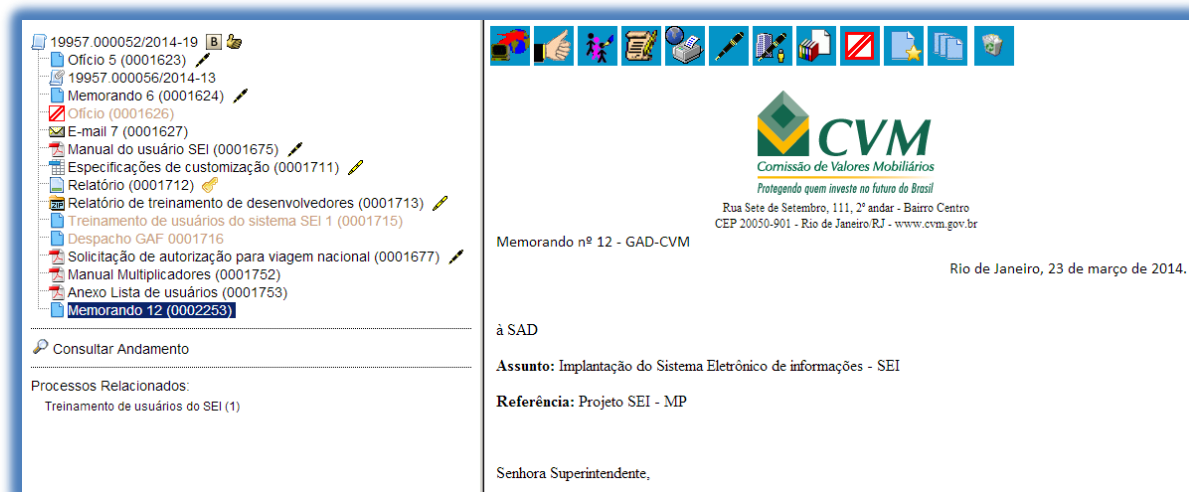 19957.000052/2014-19 B
Ofício 5 (0001623)
19957.000056/2014-13
Memorando 6 (0001624)
Ofício (0001626)
E-mail 7 (0001627)
Manual do usuário SEI (0001675)
Especificações de customização (0001711)
Relatório (0001712)
ZIP Relatório de treinamento de desenvolvedores (0001713)
Treinamento de usuários do sistema SEI 1 (0001715)
Despacho GAF 0001716
Solicitação de autorização para viagem nacional (0001677)
Manual Multiplicadores (0001752)
Anexo Lista de usuários (0001753)
Memorando 12 (0002253)
Consultar Andamento
Processos Relacionados:
Treinamento de usuários do SEI (1)
CVM
Comissão de Valores Mobiliários
Protegendo quem investe no futuro do Brasil
Rua Sete de Setembro, 111, 2º andar - Bairro Centro
CEP 20050-901 - Rio de Janeiro/RJ - www.cvm.gov.br
Memorando nº 12 - GAD-CVM
Rio de Janeiro, 23 de março de 2014.
à SAD
Assunto: Implantação do Sistema Eletrônico de informações - SEI
Referência: Projeto SEI - MP
Senhora Superintendente,